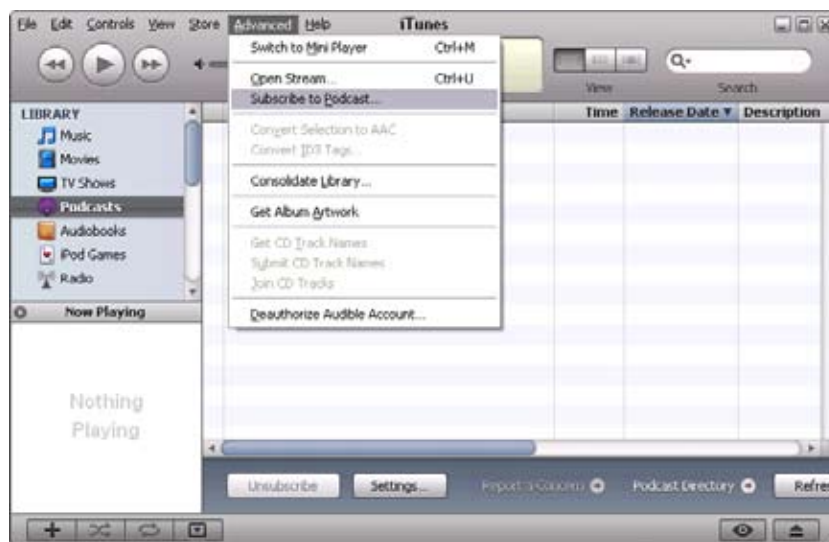 File Edit Controls View Store Advanced Help iTunes
Switch to Mini Player Ctrl+M
Open Stream... Ctrl+U
Subscribe to Podcast...
Convert Selection to AAC
Convert ID3 Tags...
Consolidate Library...
Get Album Artwork
Get CD Track Names
Submit CD Track Names
Join CD Tracks
Deauthorize Audible Account...
View Search
LIBRARY
Music
Movies
TV Shows
Podcasts
Audiobooks
iPod Games
Radio
Time Release Date Description
Now Playing
Nothing
Playing
Unsubscribe Settings... Report a Concern Podcast Directory Refre